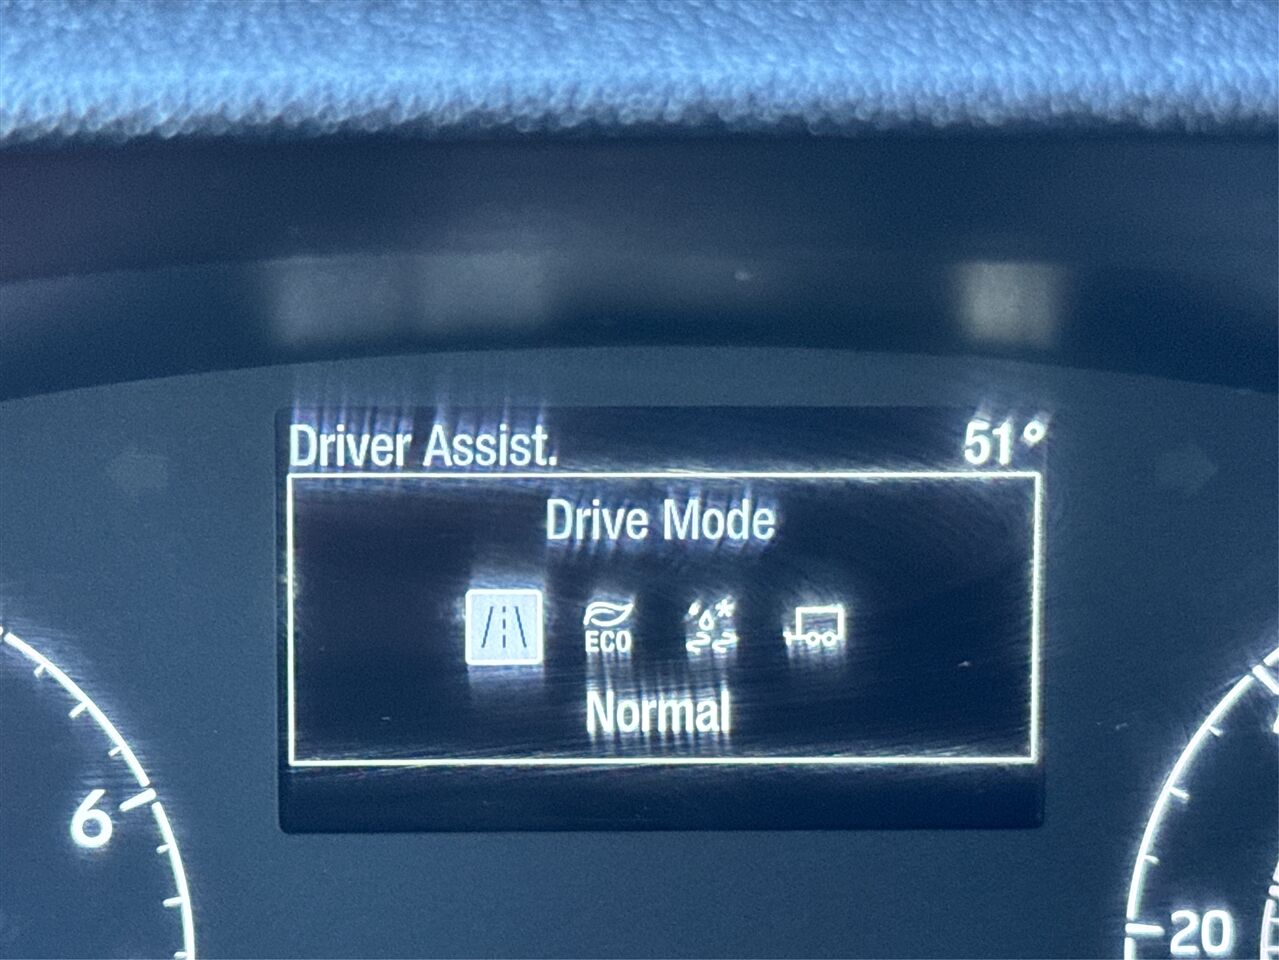 Driver Assist. 51°
Drive Mode
ECO
Normal
6
20